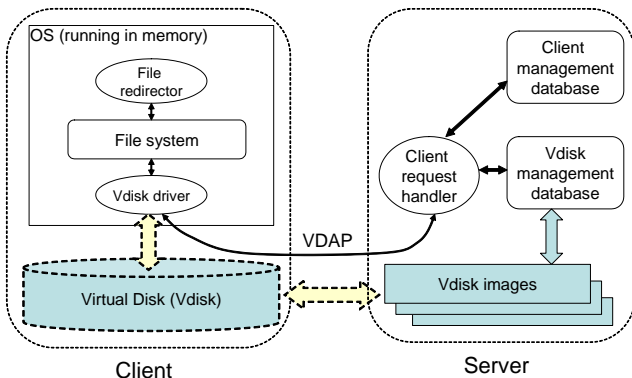 OS (running in memory)
File
redirector
File system
Vdisk driver
Virtual Disk (Vdisk)
Client
VDAP
Client
request
handler
Client
management
database
Vdisk
management
database
Vdisk images
Server